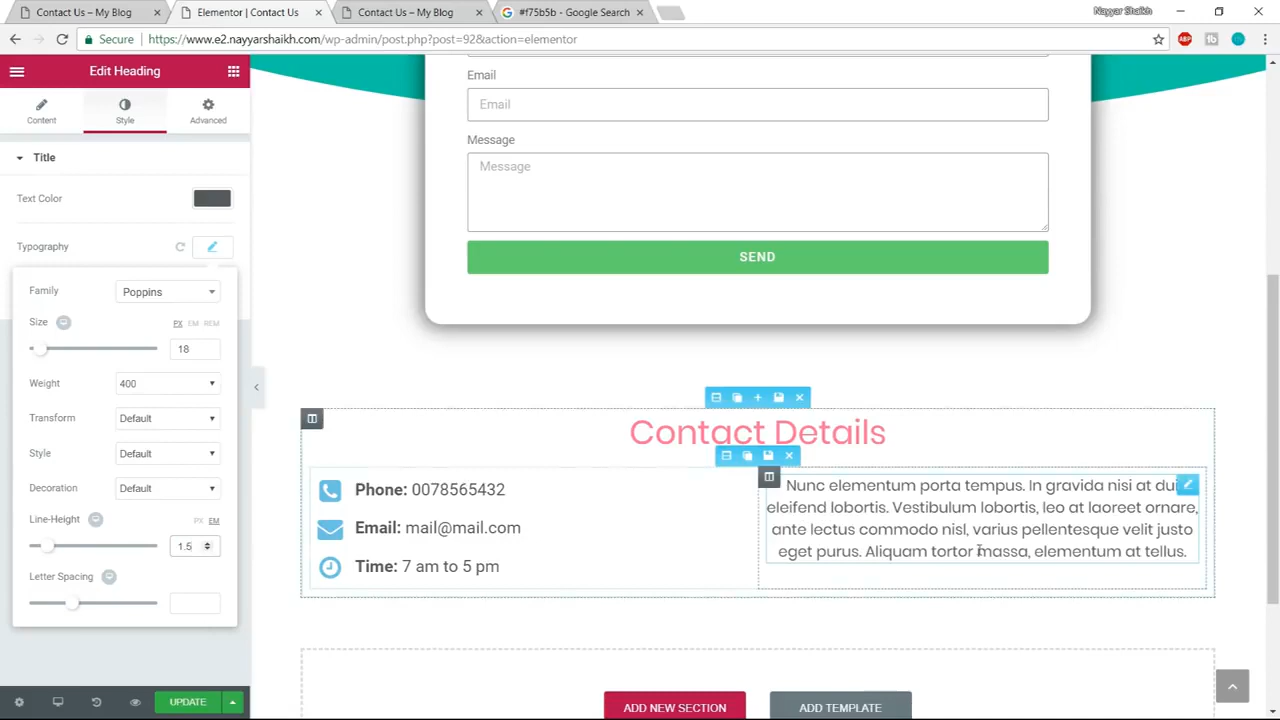 Contact Us – My Blog
Elementor | Contact Us
Contact Us – My Blog
#f75b5b - Google Search
Nayyar Shaikh
Secure
https://www.e2.nayyarshaikh.com/wp-admin/post.php?post=92&action=elementor
ABP
Edit Heading
Content
Style
Advanced
Title
Text Color
Typography
Family
Poppins
Size
PX EM REM
18
Weight
400
Transform
Default
Style
Default
Decoration
Default
Line-Height
PX EM
1.5
Letter Spacing
UPDATE
Email
Email
Message
Message
SEND
Contact Details
Phone: 0078565432
Email: mail@mail.com
Time: 7 am to 5 pm
Nunc elementum porta tempus. In gravida nisi at dui
eleifend lobortis. Vestibulum lobortis, leo at laoreet ornare,
ante lectus commodo nisl, varius pellentesque velit justo
eget purus. Aliquam tortor massa, elementum at tellus.
ADD NEW SECTION
ADD TEMPLATE